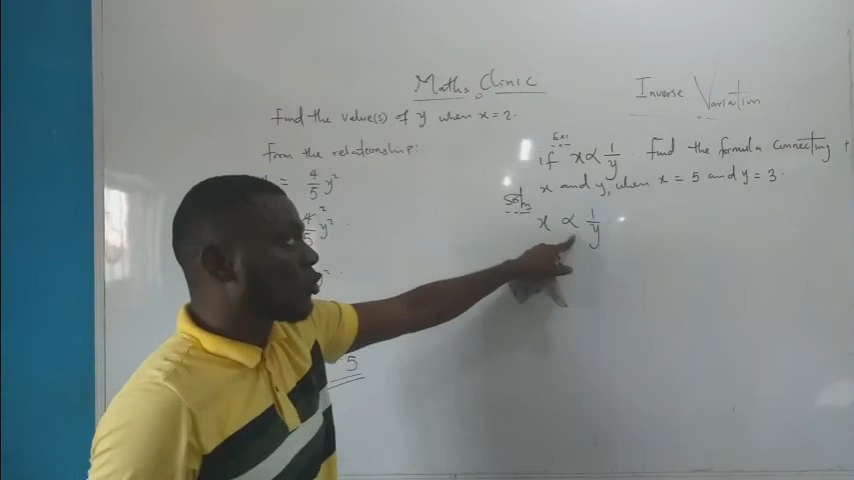 Maths Clinic
Find the value(s) of y when x = 2.
From the relationship:
= 4/5 y²
4/5 y²
5
Inverse Variation
Ex1
if x ∝ 1/y. Find the formula connecting
x and y, when x = 5 and y = 3.
Soln
x ∝ 1/y